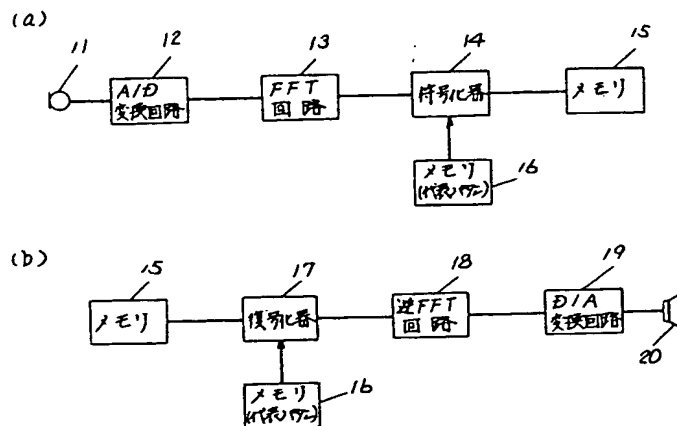 (a)
11
12
13
14
15
A/D
変換回路
FFT
回路
符号化器
メモリ
メモリ
(代表パタン)
16
(b)
15
17
18
19
メモリ
復号化器
逆FFT
回路
D/A
変換回路
20
メモリ
(代表パタン)
16